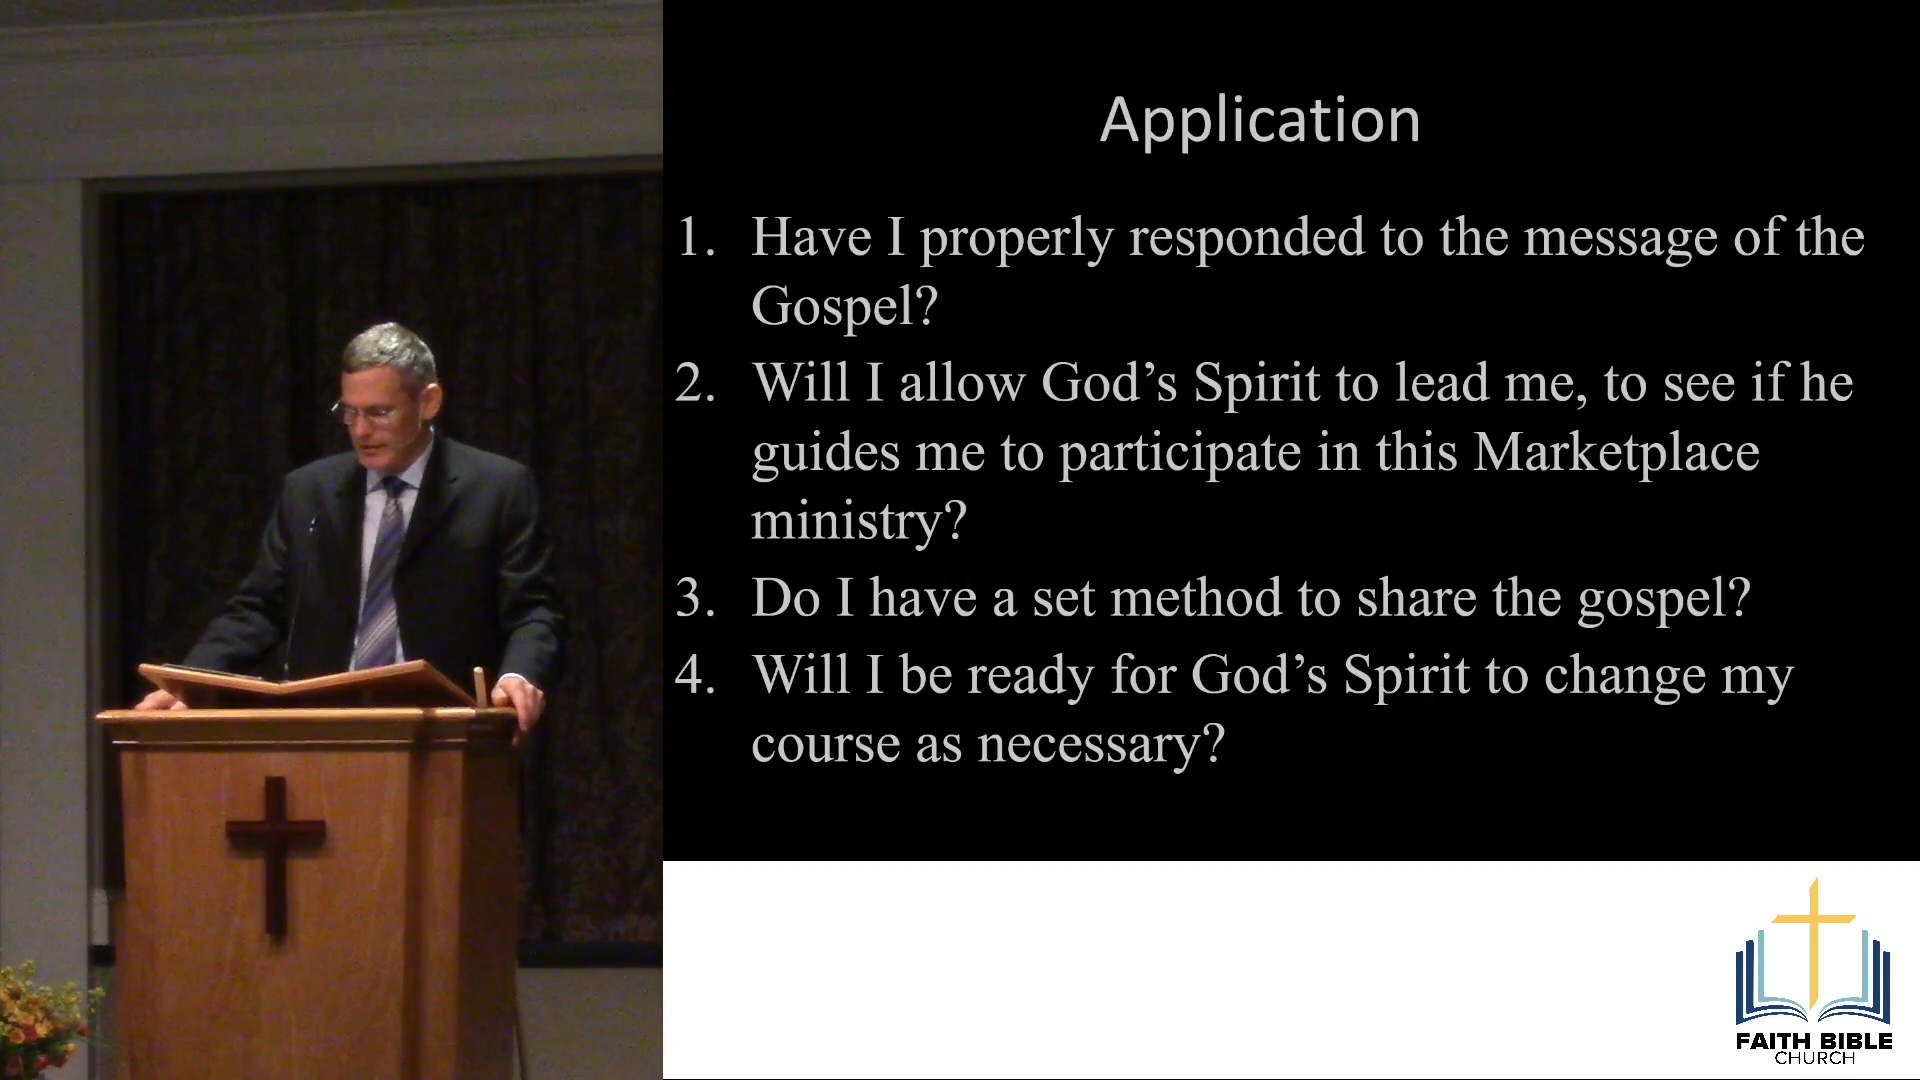 Application
1. Have I properly responded to the message of the
Gospel?
2. Will I allow God’s Spirit to lead me, to see if he
guides me to participate in this Marketplace
ministry?
3. Do I have a set method to share the gospel?
4. Will I be ready for God’s Spirit to change my
course as necessary?
FAITH BIBLE
CHURCH